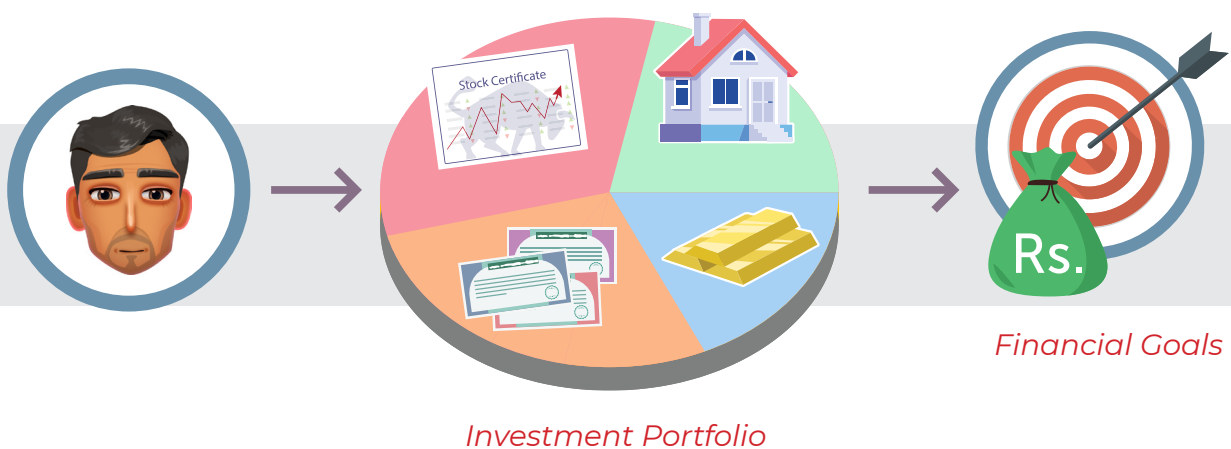 Stock Certificate
Rs.
Financial Goals
Investment Portfolio